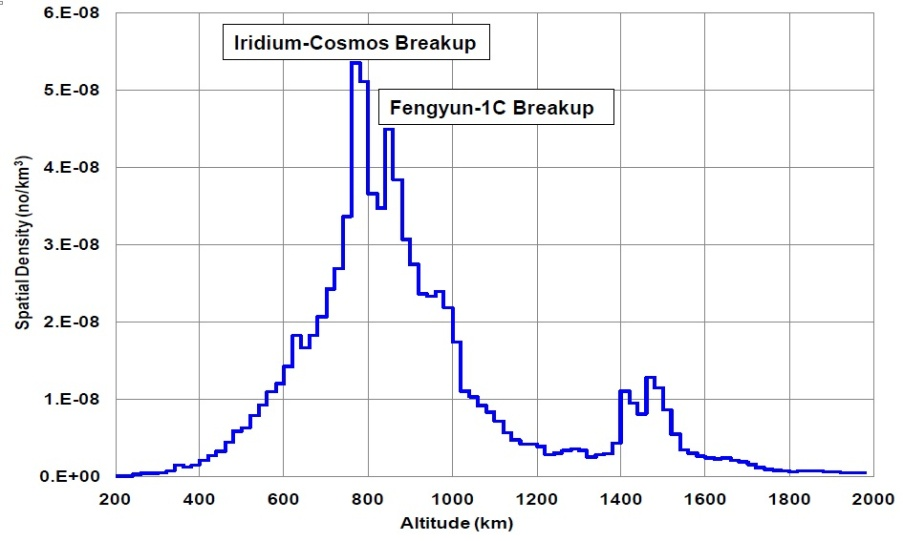 6.E-08
Iridium-Cosmos Breakup
5.E-08
Fengyun-1C Breakup
4.E-08
3.E-08
2.E-08
1.E-08
0.E+00
Spatial Density (no/km³)
200 400 600 800 1000 1200 1400 1600 1800 2000
Altitude (km)